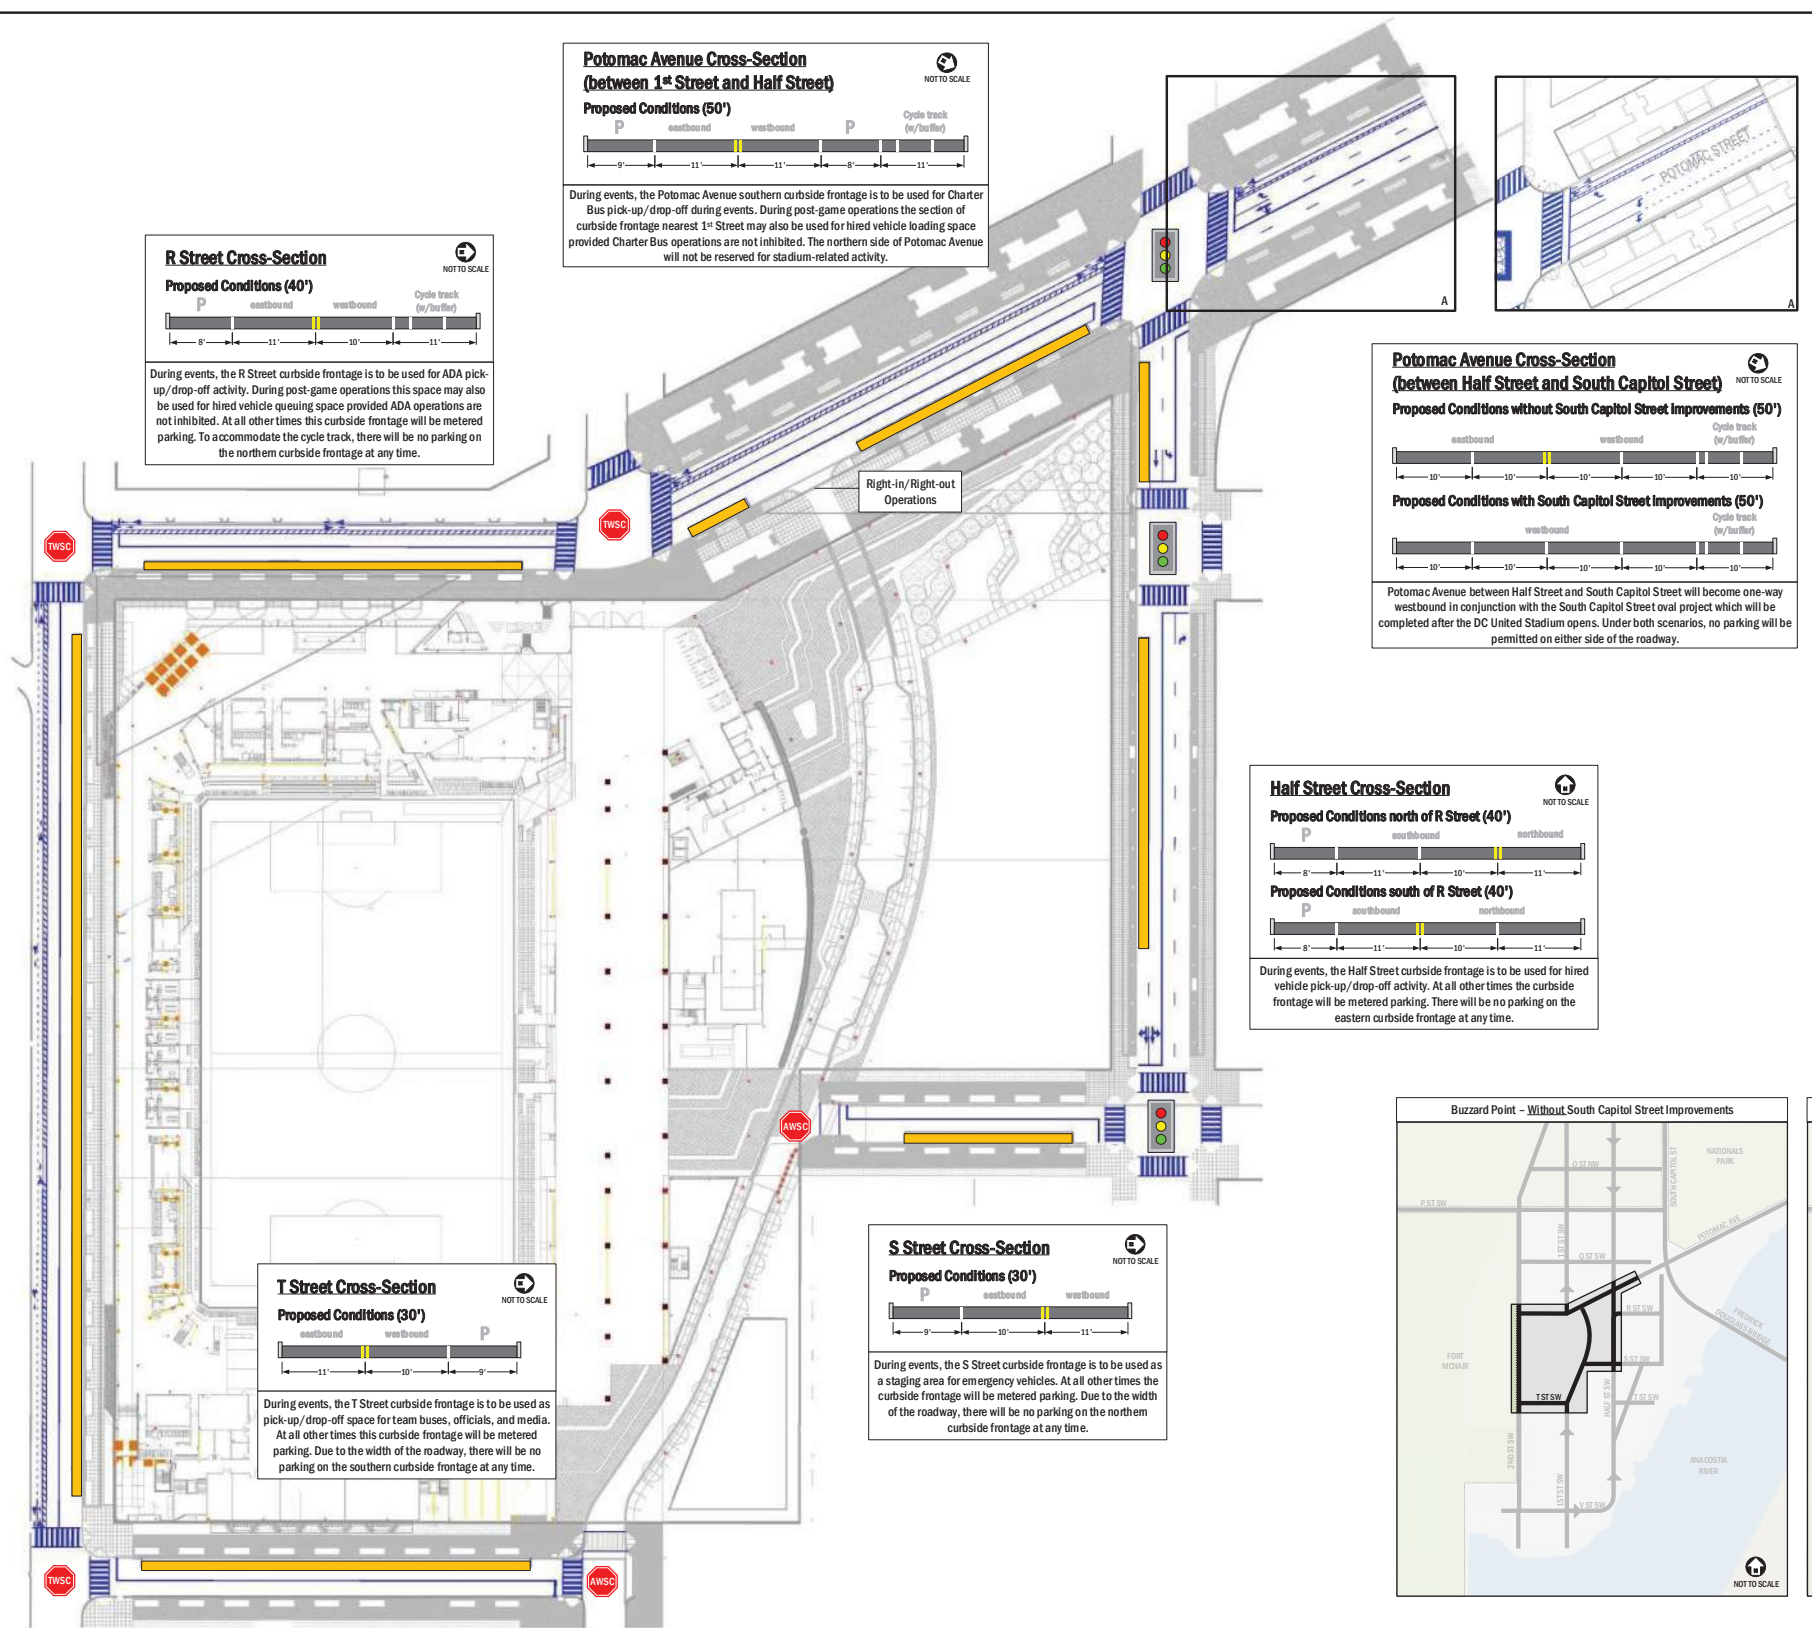 Potomac Avenue Cross-Section
(between 1st Street and Half Street)
NOT TO SCALE
Proposed Conditions (50')
P eastbound westbound P Cycle track
(w/buffer)
9' 11' 11' 8' 11'
During events, the Potomac Avenue southern curbside frontage is to be used for Charter
Bus pick-up/drop-off during events. During post-game operations the section of
curbside frontage nearest 1st Street may also be used for hired vehicle loading space
provided Charter Bus operations are not inhibited. The northern side of Potomac Avenue
will not be reserved for stadium-related activity.
A
POTOMAC STREET
A
R Street Cross-Section
NOT TO SCALE
Proposed Conditions (40')
P eastbound westbound Cycle track
(w/buffer)
8' 11' 10' 11'
During events, the R Street curbside frontage is to be used for ADA pick-
up/drop-off activity. During post-game operations this space may also
be used for hired vehicle queuing space provided ADA operations are
not inhibited. At all other times this curbside frontage will be metered
parking. To accommodate the cycle track, there will be no parking on
the northern curbside frontage at any time.
Potomac Avenue Cross-Section
(between Half Street and South Capitol Street)
NOT TO SCALE
Proposed Conditions without South Capitol Street Improvements (50')
eastbound westbound Cycle track
(w/buffer)
10' 10' 10' 10' 10'
Proposed Conditions with South Capitol Street Improvements (50')
westbound Cycle track
(w/buffer)
10' 10' 10' 10' 10'
Potomac Avenue between Half Street and South Capitol Street will become one-way
westbound in conjunction with the South Capitol Street oval project which will be
completed after the DC United Stadium opens. Under both scenarios, no parking will be
permitted on either side of the roadway.
Right-in/Right-out
Operations
TWSC
TWSC
Half Street Cross-Section
NOT TO SCALE
Proposed Conditions north of R Street (40')
P southbound northbound
8' 11' 10' 11'
Proposed Conditions south of R Street (40')
P southbound northbound
8' 11' 10' 11'
During events, the Half Street curbside frontage is to be used for hired
vehicle pick-up/drop-off activity. At all other times the curbside
frontage will be metered parking. There will be no parking on the
eastern curbside frontage at any time.
AWSC
S Street Cross-Section
NOT TO SCALE
Proposed Conditions (30')
P eastbound westbound
9' 10' 11'
During events, the S Street curbside frontage is to be used as
a staging area for emergency vehicles. At all other times the
curbside frontage will be metered parking. Due to the width
of the roadway, there will be no parking on the northern
curbside frontage at any time.
T Street Cross-Section
NOT TO SCALE
Proposed Conditions (30')
eastbound westbound P
11' 10' 9'
During events, the T Street curbside frontage is to be used as
pick-up/drop-off space for team buses, officials, and media.
At all other times this curbside frontage will be metered
parking. Due to the width of the roadway, there will be no
parking on the southern curbside frontage at any time.
TWSC
AWSC
Buzzard Point – Without South Capitol Street Improvements
NATIONALS
PARK
O ST NW
SOUTH CAPITOL ST
P ST SW
POTOMAC AVE
1ST ST SW
Q ST SW
R ST SW
FREDRICK
DOUGLASS BRIDGE
FORT
MCNAIR
S ST SW
T ST SW
T ST SW
HALF ST SW
2ND ST SW
ANACOSTIA
RIVER
1ST ST SW
V ST SW
NOT TO SCALE